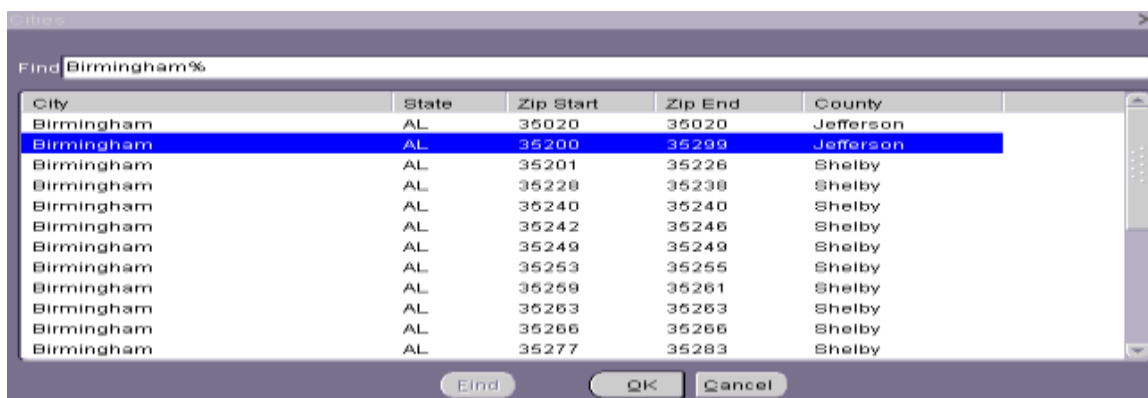 Cities
Find Birmingham%
City State Zip Start Zip End County
Birmingham AL 35020 35020 Jefferson
Birmingham AL 35200 35299 Jefferson
Birmingham AL 35201 35226 Shelby
Birmingham AL 35228 35238 Shelby
Birmingham AL 35240 35240 Shelby
Birmingham AL 35242 35246 Shelby
Birmingham AL 35249 35249 Shelby
Birmingham AL 35253 35255 Shelby
Birmingham AL 35259 35261 Shelby
Birmingham AL 35263 35263 Shelby
Birmingham AL 35266 35266 Shelby
Birmingham AL 35277 35283 Shelby
Find OK Cancel